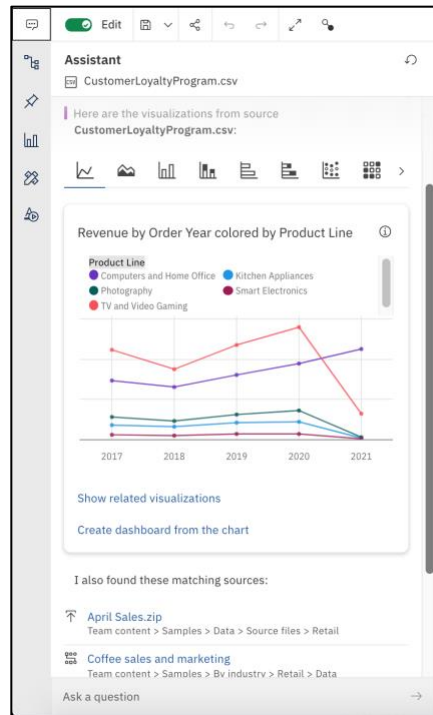 Edit
Assistant
CSV CustomerLoyaltyProgram.csv
Here are the visualizations from source
CustomerLoyaltyProgram.csv:
Revenue by Order Year colored by Product Line
Product Line
Computers and Home Office Kitchen Appliances
Photography Smart Electronics
TV and Video Gaming
2017 2018 2019 2020 2021
Show related visualizations
Create dashboard from the chart
I also found these matching sources:
April Sales.zip
Team content > Samples > Data > Source files > Retail
Coffee sales and marketing
Team content > Samples > By industry > Retail > Data
Ask a question